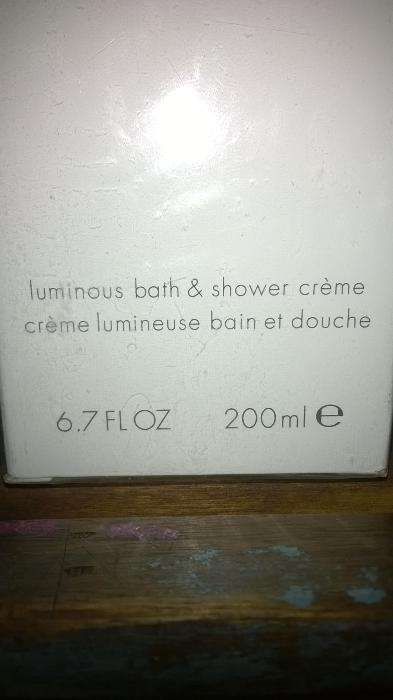 luminous bath & shower crème
crème lumineuse bain et douche
6.7 FL OZ 200ml e